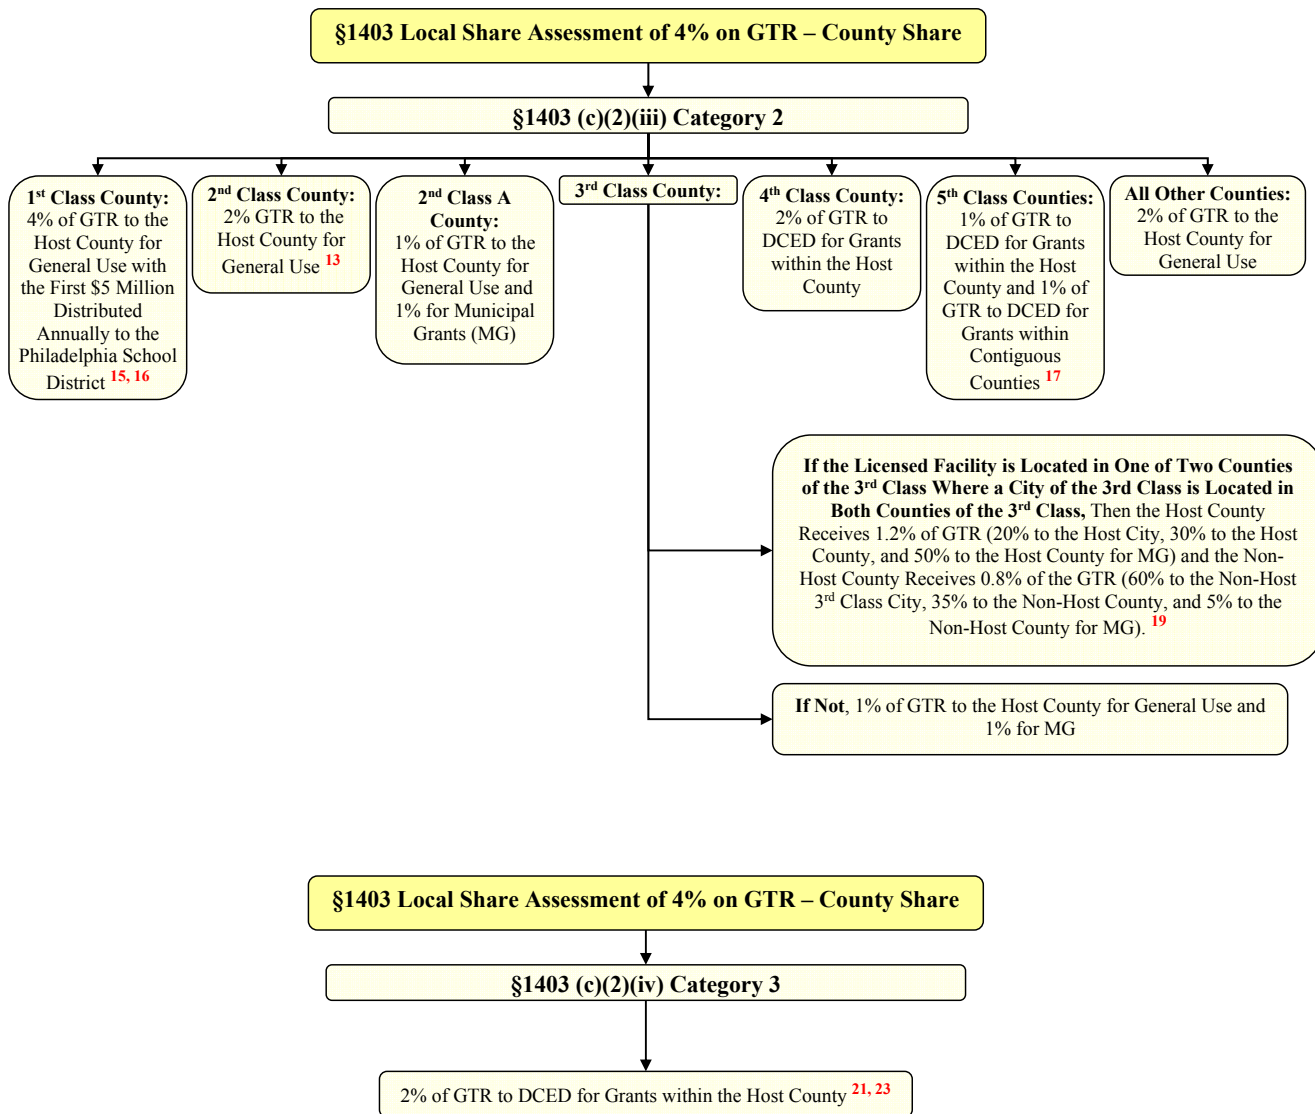 §1403 Local Share Assessment of 4% on GTR – County Share
§1403 (c)(2)(iii) Category 2
1st Class County:
4% of GTR to the
Host County for
General Use with
the First $5 Million
Distributed
Annually to the
Philadelphia School
District 15, 16
2nd Class County:
2% GTR to the
Host County for
General Use 13
2nd Class A
County:
1% of GTR to the
Host County for
General Use and
1% for Municipal
Grants (MG)
3rd Class County:
4th Class County:
2% of GTR to
DCED for Grants
within the Host
County
5th Class Counties:
1% of GTR to
DCED for Grants
within the Host
County and 1% of
GTR to DCED for
Grants within
Contiguous
Counties 17
All Other Counties:
2% of GTR to the
Host County for
General Use
If the Licensed Facility is Located in One of Two Counties
of the 3rd Class Where a City of the 3rd Class is Located in
Both Counties of the 3rd Class, Then the Host County
Receives 1.2% of GTR (20% to the Host City, 30% to the Host
County, and 50% to the Host County for MG) and the Non-
Host County Receives 0.8% of the GTR (60% to the Non-Host
3rd Class City, 35% to the Non-Host County, and 5% to the
Non-Host County for MG). 19
If Not, 1% of GTR to the Host County for General Use and
1% for MG
§1403 Local Share Assessment of 4% on GTR – County Share
§1403 (c)(2)(iv) Category 3
2% of GTR to DCED for Grants within the Host County 21, 23